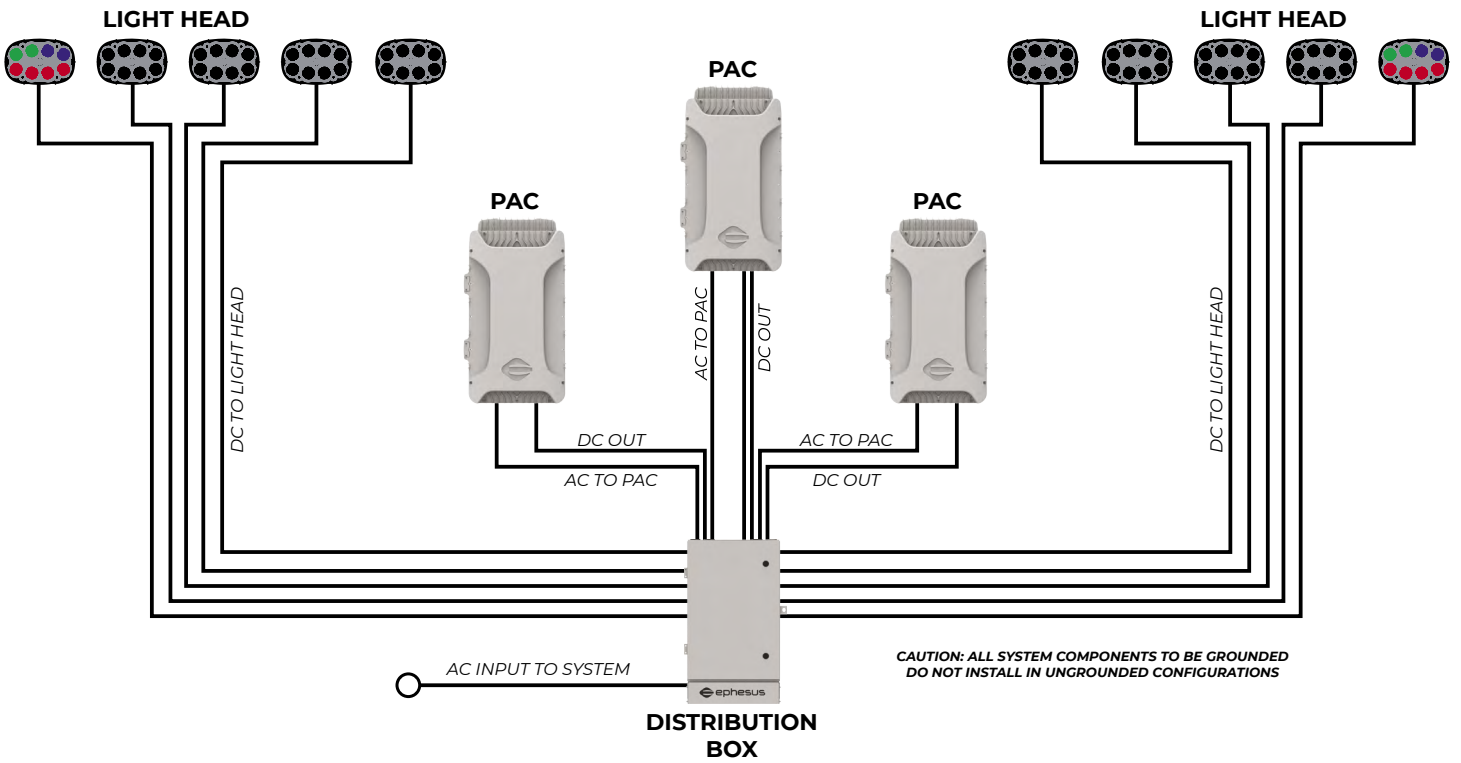 LIGHT HEAD
LIGHT HEAD
PAC
PAC
PAC
DC TO LIGHT HEAD
AC TO PAC
DC OUT
DC TO LIGHT HEAD
DC OUT
AC TO PAC
AC TO PAC
DC OUT
AC INPUT TO SYSTEM
CAUTION: ALL SYSTEM COMPONENTS TO BE GROUNDED
DO NOT INSTALL IN UNGROUNDED CONFIGURATIONS
ephesus
DISTRIBUTION
BOX